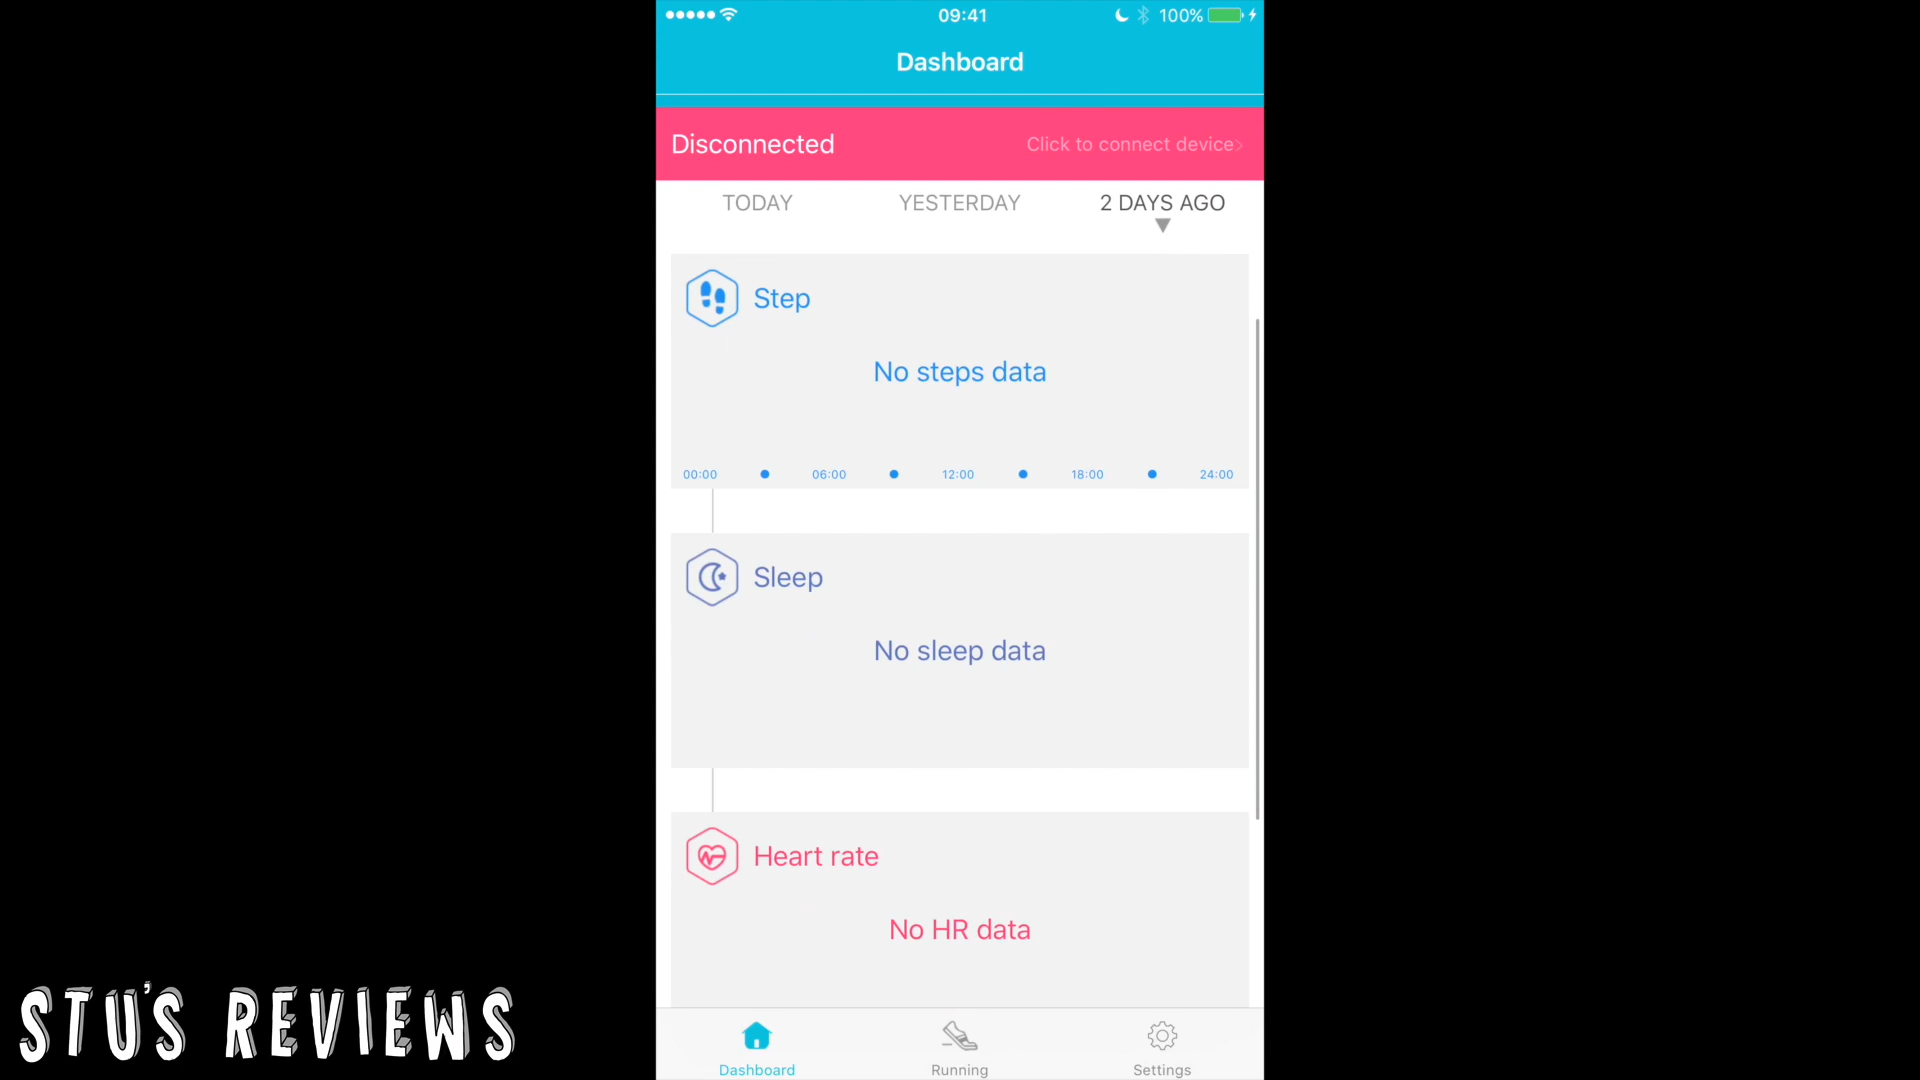 09:41
100%
Dashboard
Disconnected
Click to connect device>
TODAY
YESTERDAY
2 DAYS AGO
Step
No steps data
00:00
06:00
12:00
18:00
24:00
Sleep
No sleep data
Heart rate
No HR data
Dashboard
Running
Settings
STU'S REVIEWS